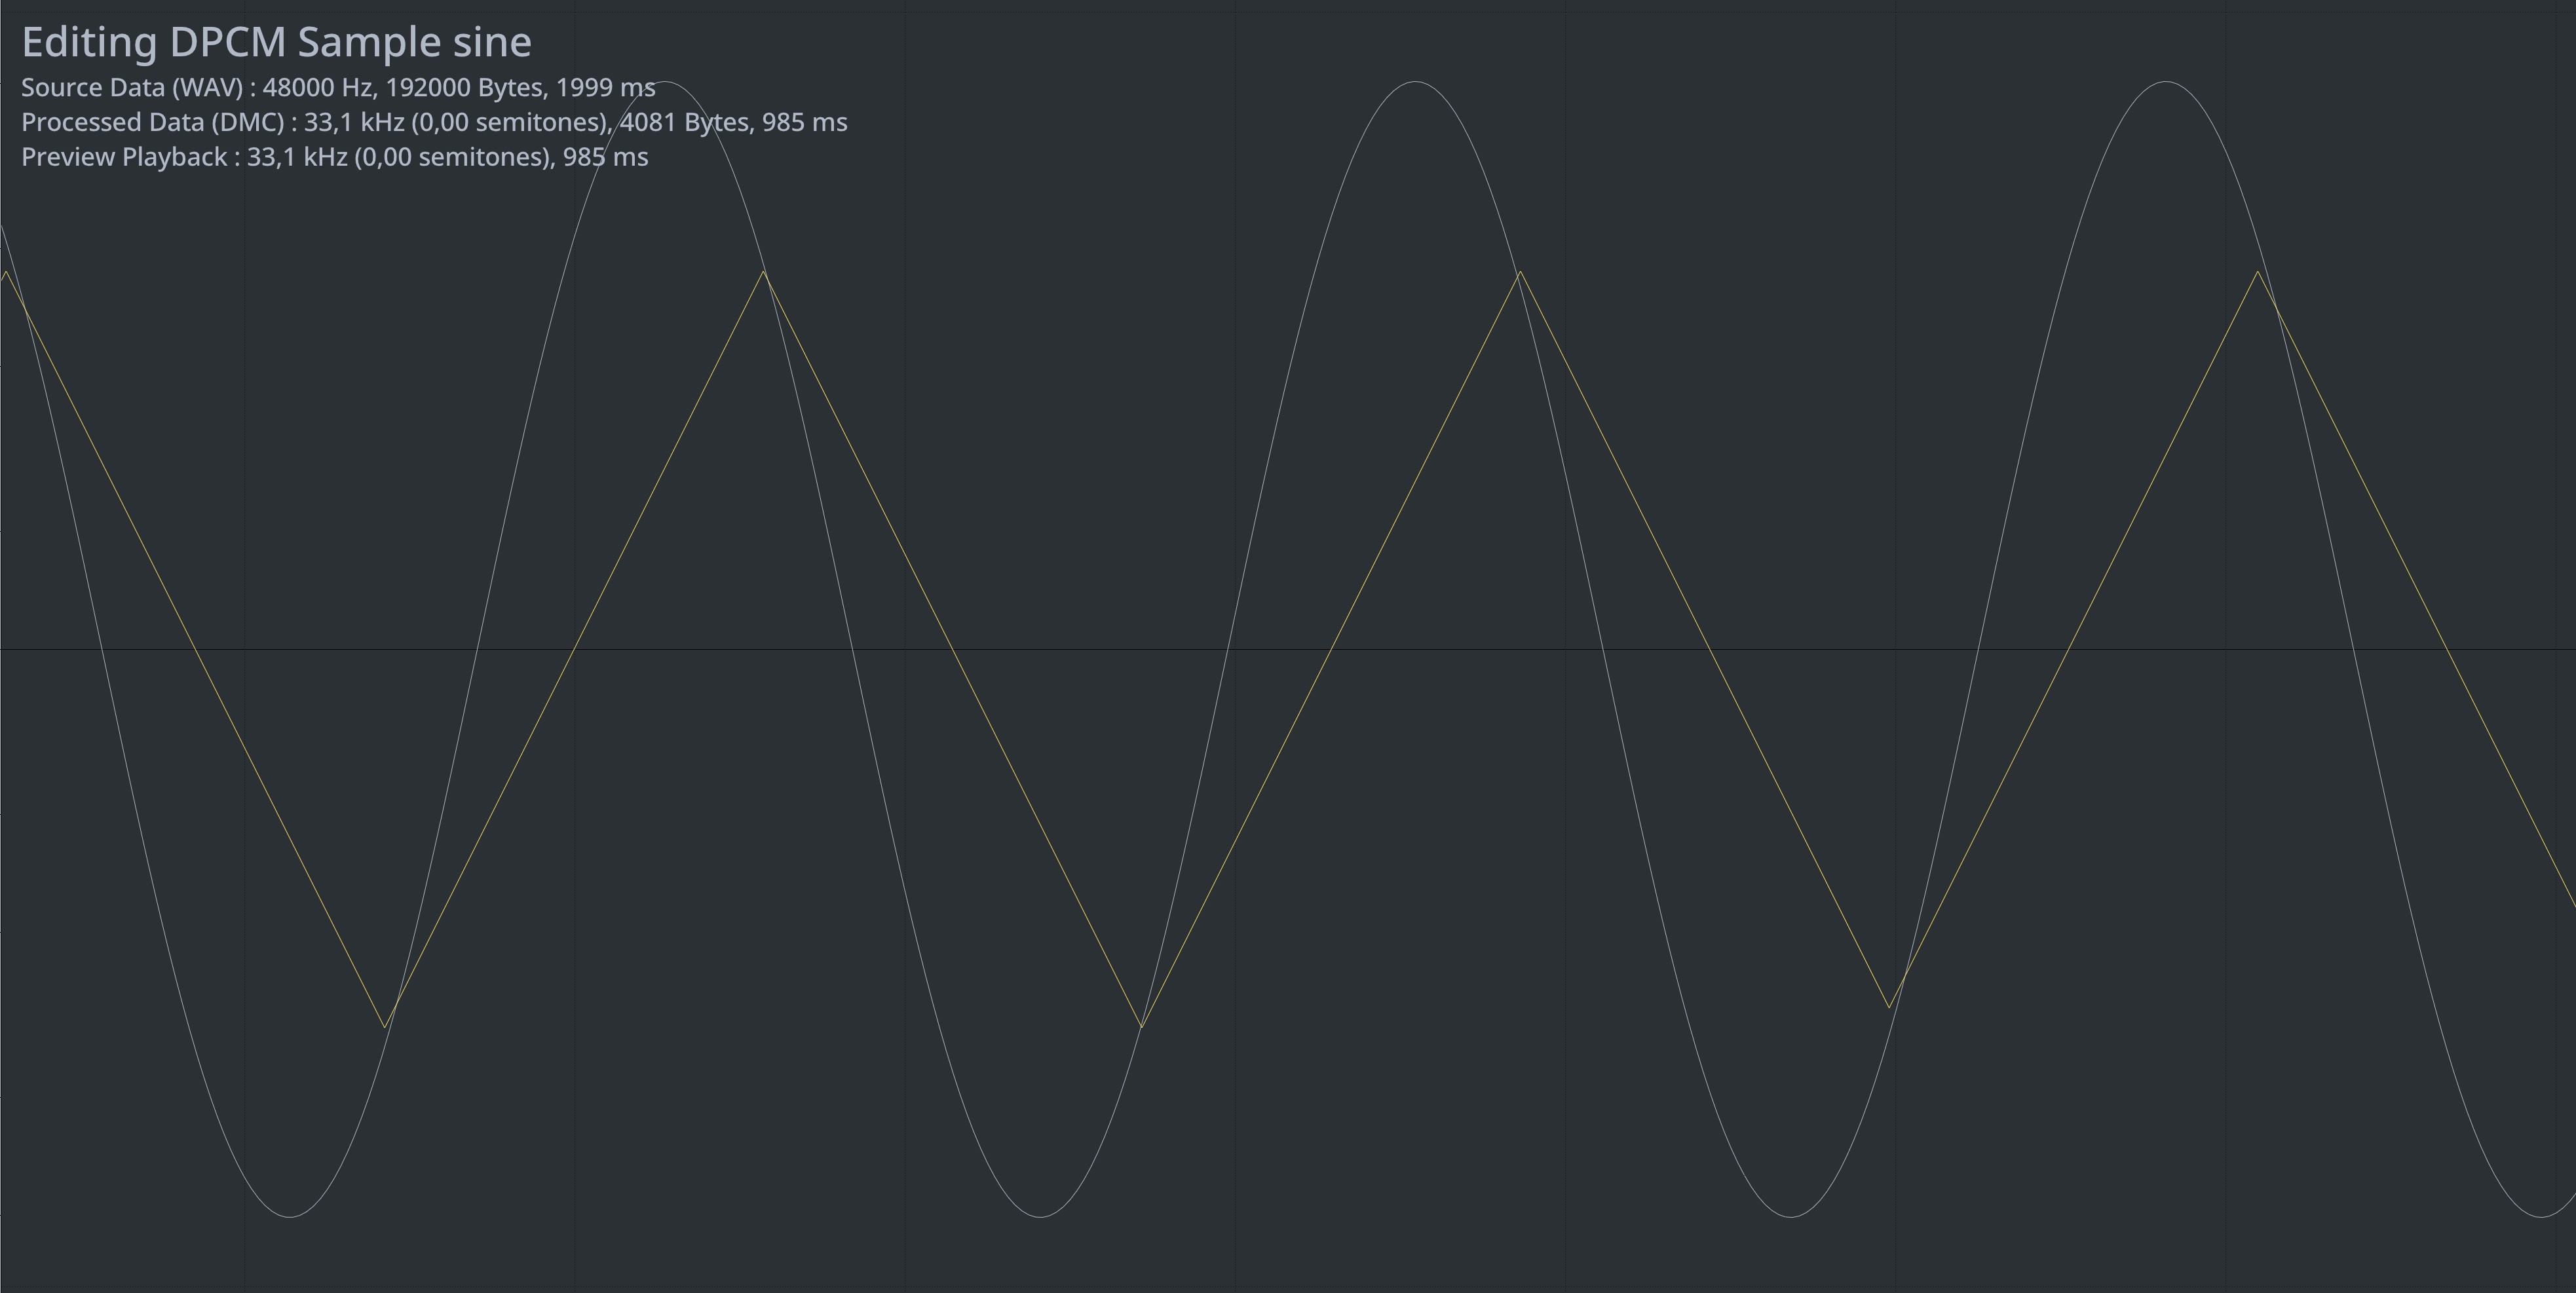 Editing DPCM Sample sine
Source Data (WAV) : 48000 Hz, 192000 Bytes, 1999 ms
Processed Data (DMC) : 33,1 kHz (0,00 semitones), 4081 Bytes, 985 ms
Preview Playback : 33,1 kHz (0,00 semitones), 985 ms